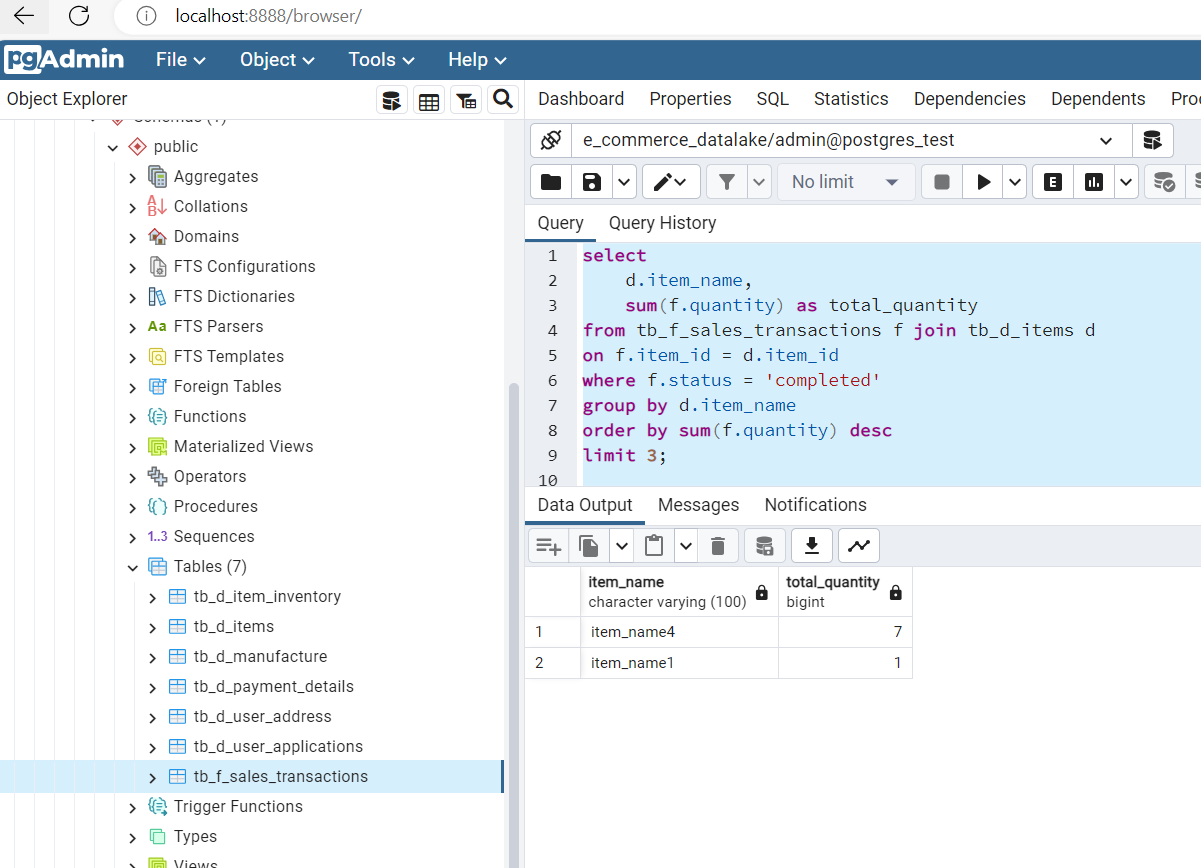 localhost:8888/browser/
pgAdmin File Object Tools Help
Object Explorer
Schemas (1)
public
Aggregates
Collations
Domains
FTS Configurations
FTS Dictionaries
Aa FTS Parsers
FTS Templates
Foreign Tables
Functions
Materialized Views
Operators
Procedures
1..3 Sequences
Tables (7)
tb_d_item_inventory
tb_d_items
tb_d_manufacture
tb_d_payment_details
tb_d_user_address
tb_d_user_applications
tb_f_sales_transactions
Trigger Functions
Types
Views
Dashboard Properties SQL Statistics Dependencies Dependents Proc
e_commerce_datalake/admin@postgres_test
No limit E
Query Query History
1 select
2 d.item_name,
3 sum(f.quantity) as total_quantity
4 from tb_f_sales_transactions f join tb_d_items d
5 on f.item_id = d.item_id
6 where f.status = 'completed'
7 group by d.item_name
8 order by sum(f.quantity) desc
9 limit 3;
10
Data Output Messages Notifications
item_name total_quantity
character varying (100) bigint
1 item_name4 7
2 item_name1 1